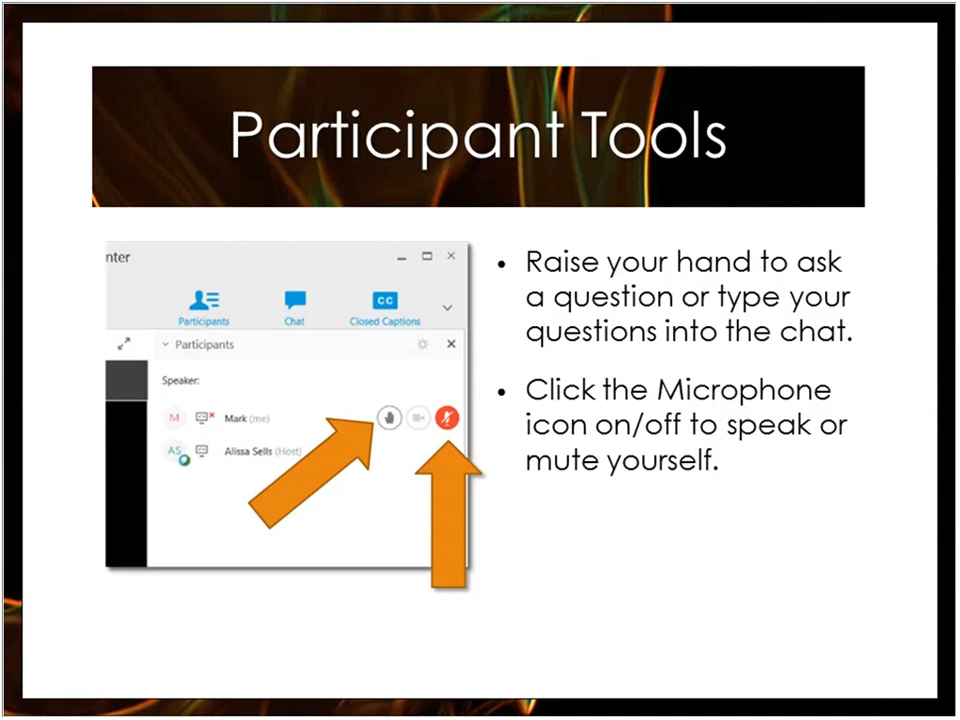 Participant Tools
nter
Participants
Chat
CC
Closed Captions
Participants
Speaker:
M
Mark (me)
AS
Alissa Sells (Host)
• Raise your hand to ask
a question or type your
questions into the chat.
• Click the Microphone
icon on/off to speak or
mute yourself.